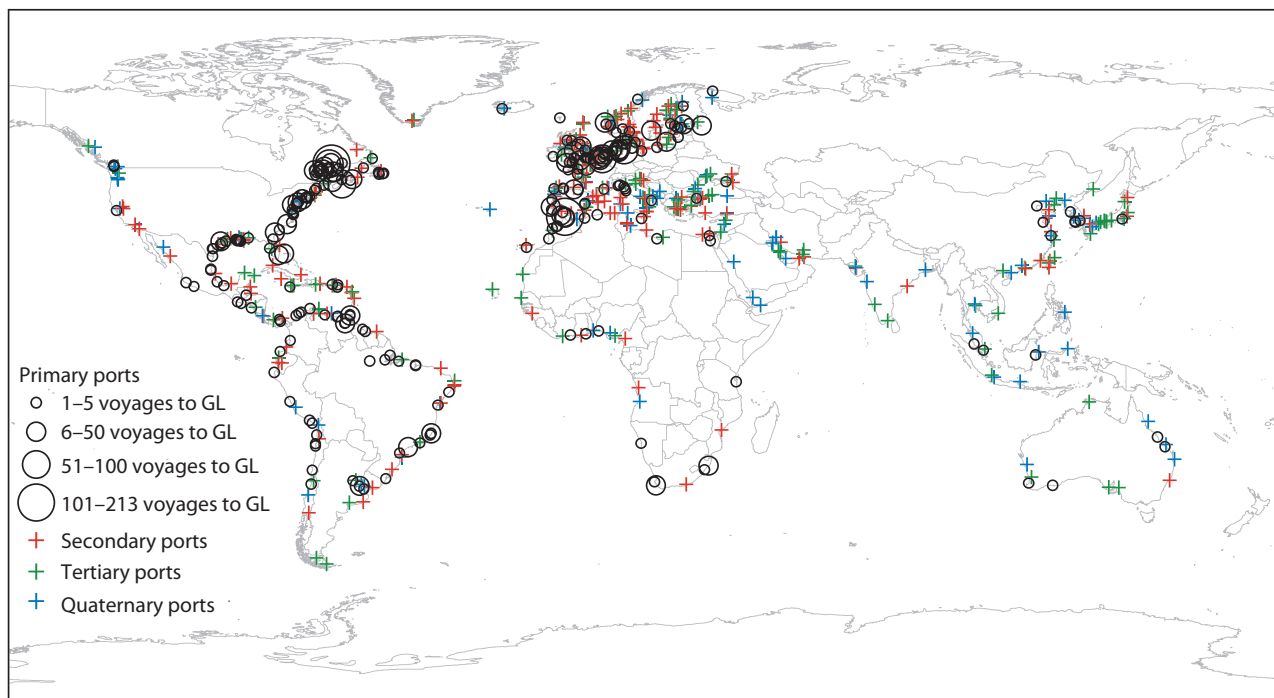 Primary ports
1–5 voyages to GL
6–50 voyages to GL
51–100 voyages to GL
101–213 voyages to GL
Secondary ports
Tertiary ports
Quaternary ports